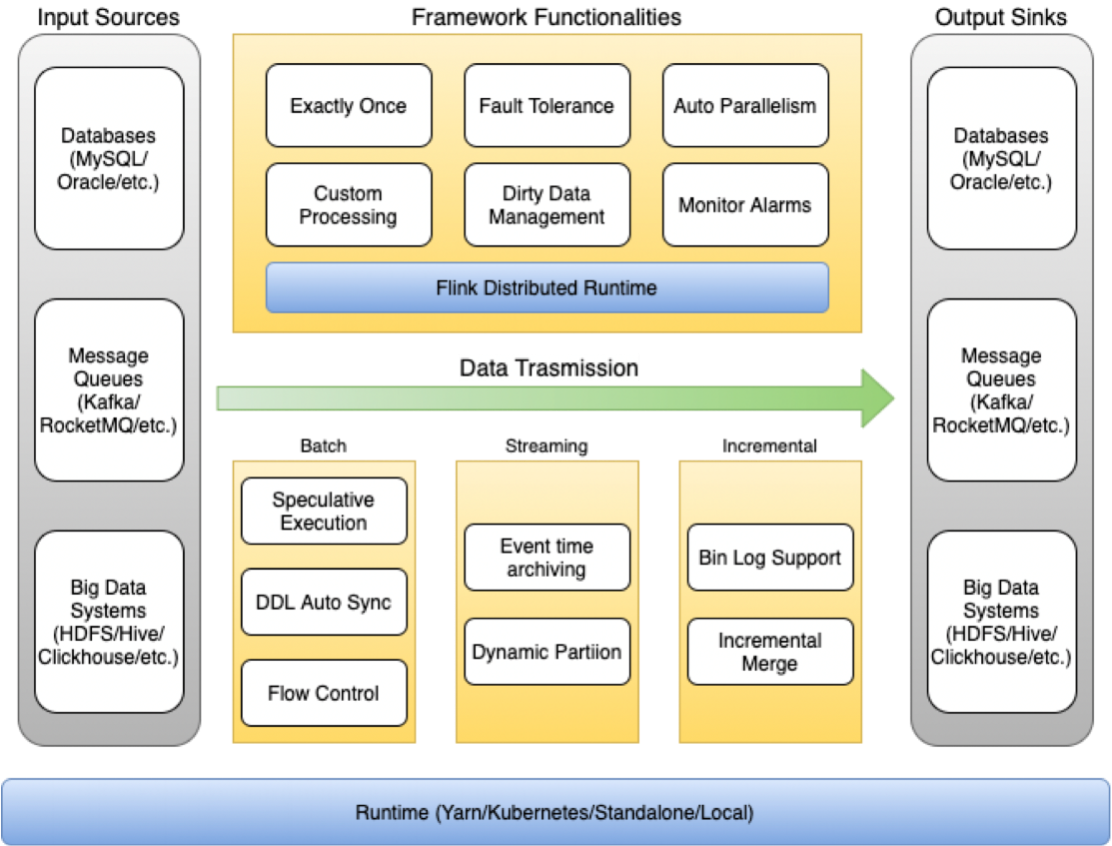 Input Sources
Framework Functionalities
Output Sinks
Databases
(MySQL/
Oracle/etc.)
Message
Queues
(Kafka/
RocketMQ/etc.)
Big Data
Systems
(HDFS/Hive/
Clickhouse/etc.)
Exactly Once
Fault Tolerance
Auto Parallelism
Custom
Processing
Dirty Data
Management
Monitor Alarms
Flink Distributed Runtime
Data Trasmission
Batch
Speculative
Execution
DDL Auto Sync
Flow Control
Streaming
Event time
archiving
Dynamic Partiion
Incremental
Bin Log Support
Incremental
Merge
Databases
(MySQL/
Oracle/etc.)
Message
Queues
(Kafka/
RocketMQ/etc.)
Big Data
Systems
(HDFS/Hive/
Clickhouse/etc.)
Runtime (Yarn/Kubernetes/Standalone/Local)